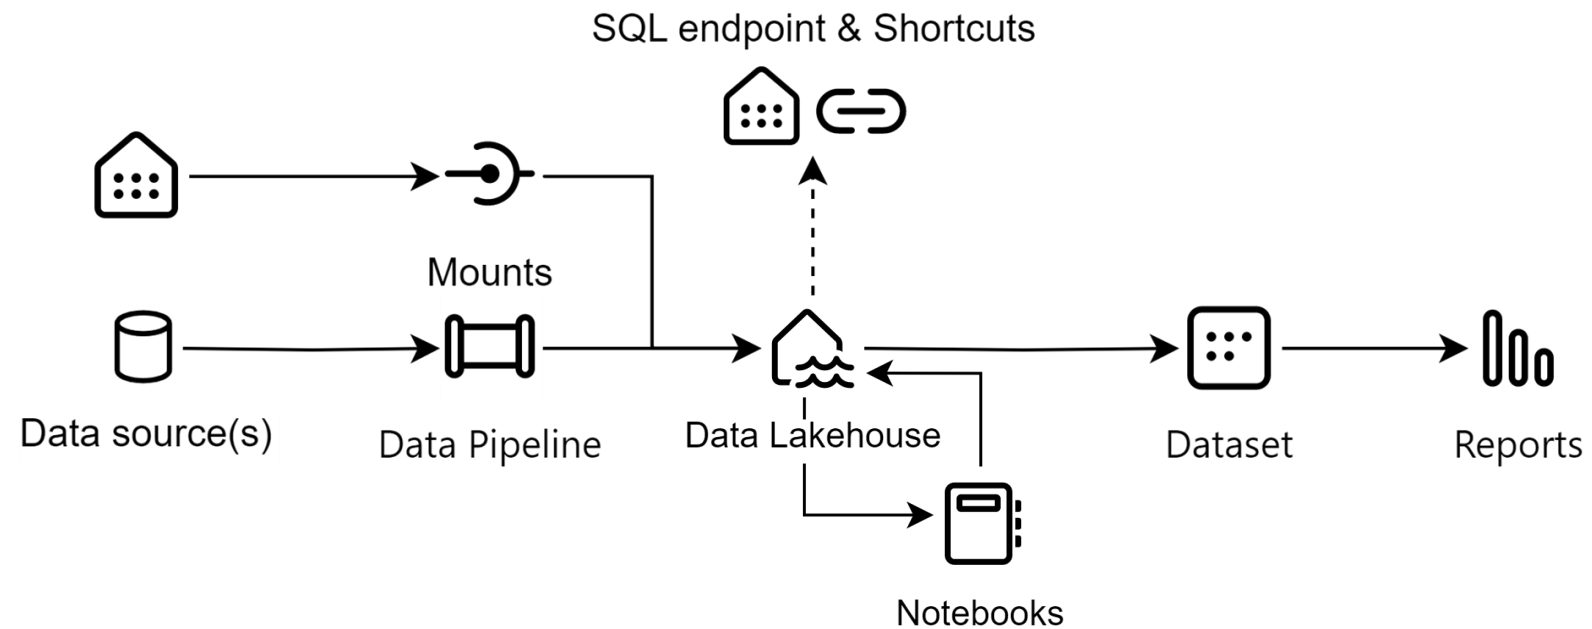 SQL endpoint & Shortcuts
Mounts
Data source(s)
Data Pipeline
Data Lakehouse
Dataset
Reports
Notebooks